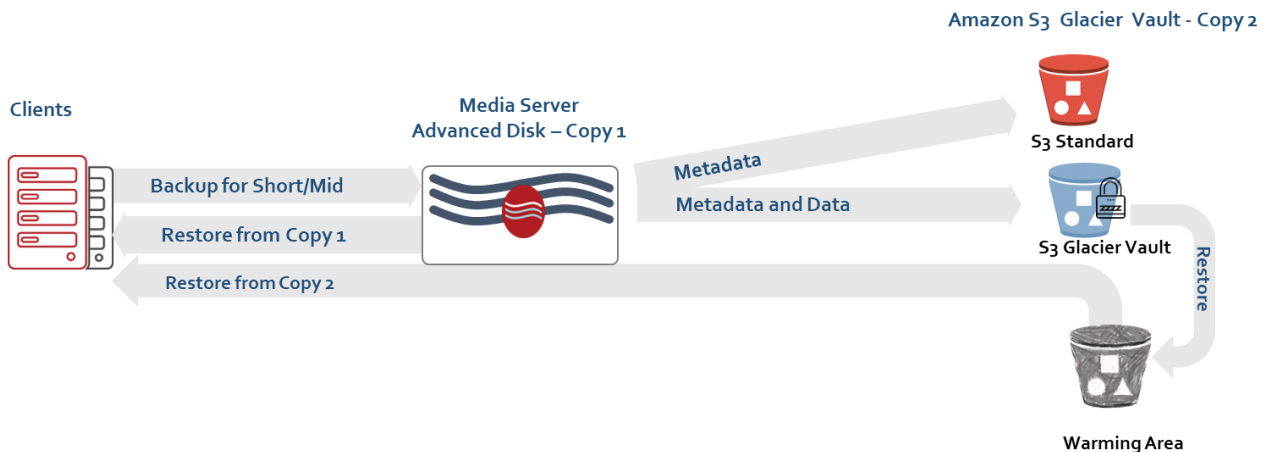 Amazon S3 Glacier Vault - Copy 2
Clients
Media Server
Advanced Disk – Copy 1
S3 Standard
Metadata
Backup for Short/Mid
Metadata and Data
Restore from Copy 1
S3 Glacier Vault
Restore from Copy 2
Restore
Warming Area